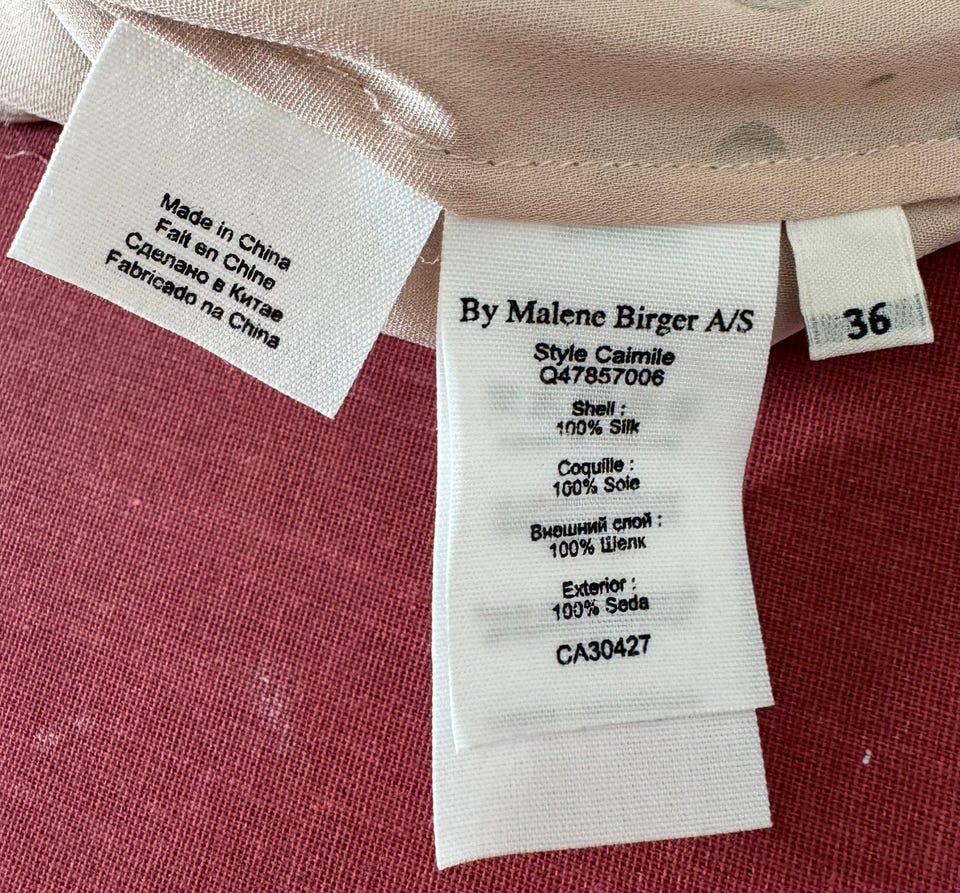 Made in China
Fait en Chine
Сделано в Китае
Fabricado na China
By Malene Birger A/S
Style Caimile
Q47857006
Shell :
100% Silk
Coquille :
100% Soie
Внешний слой :
100% Шелк
Exterior :
100% Seda
CA30427
36